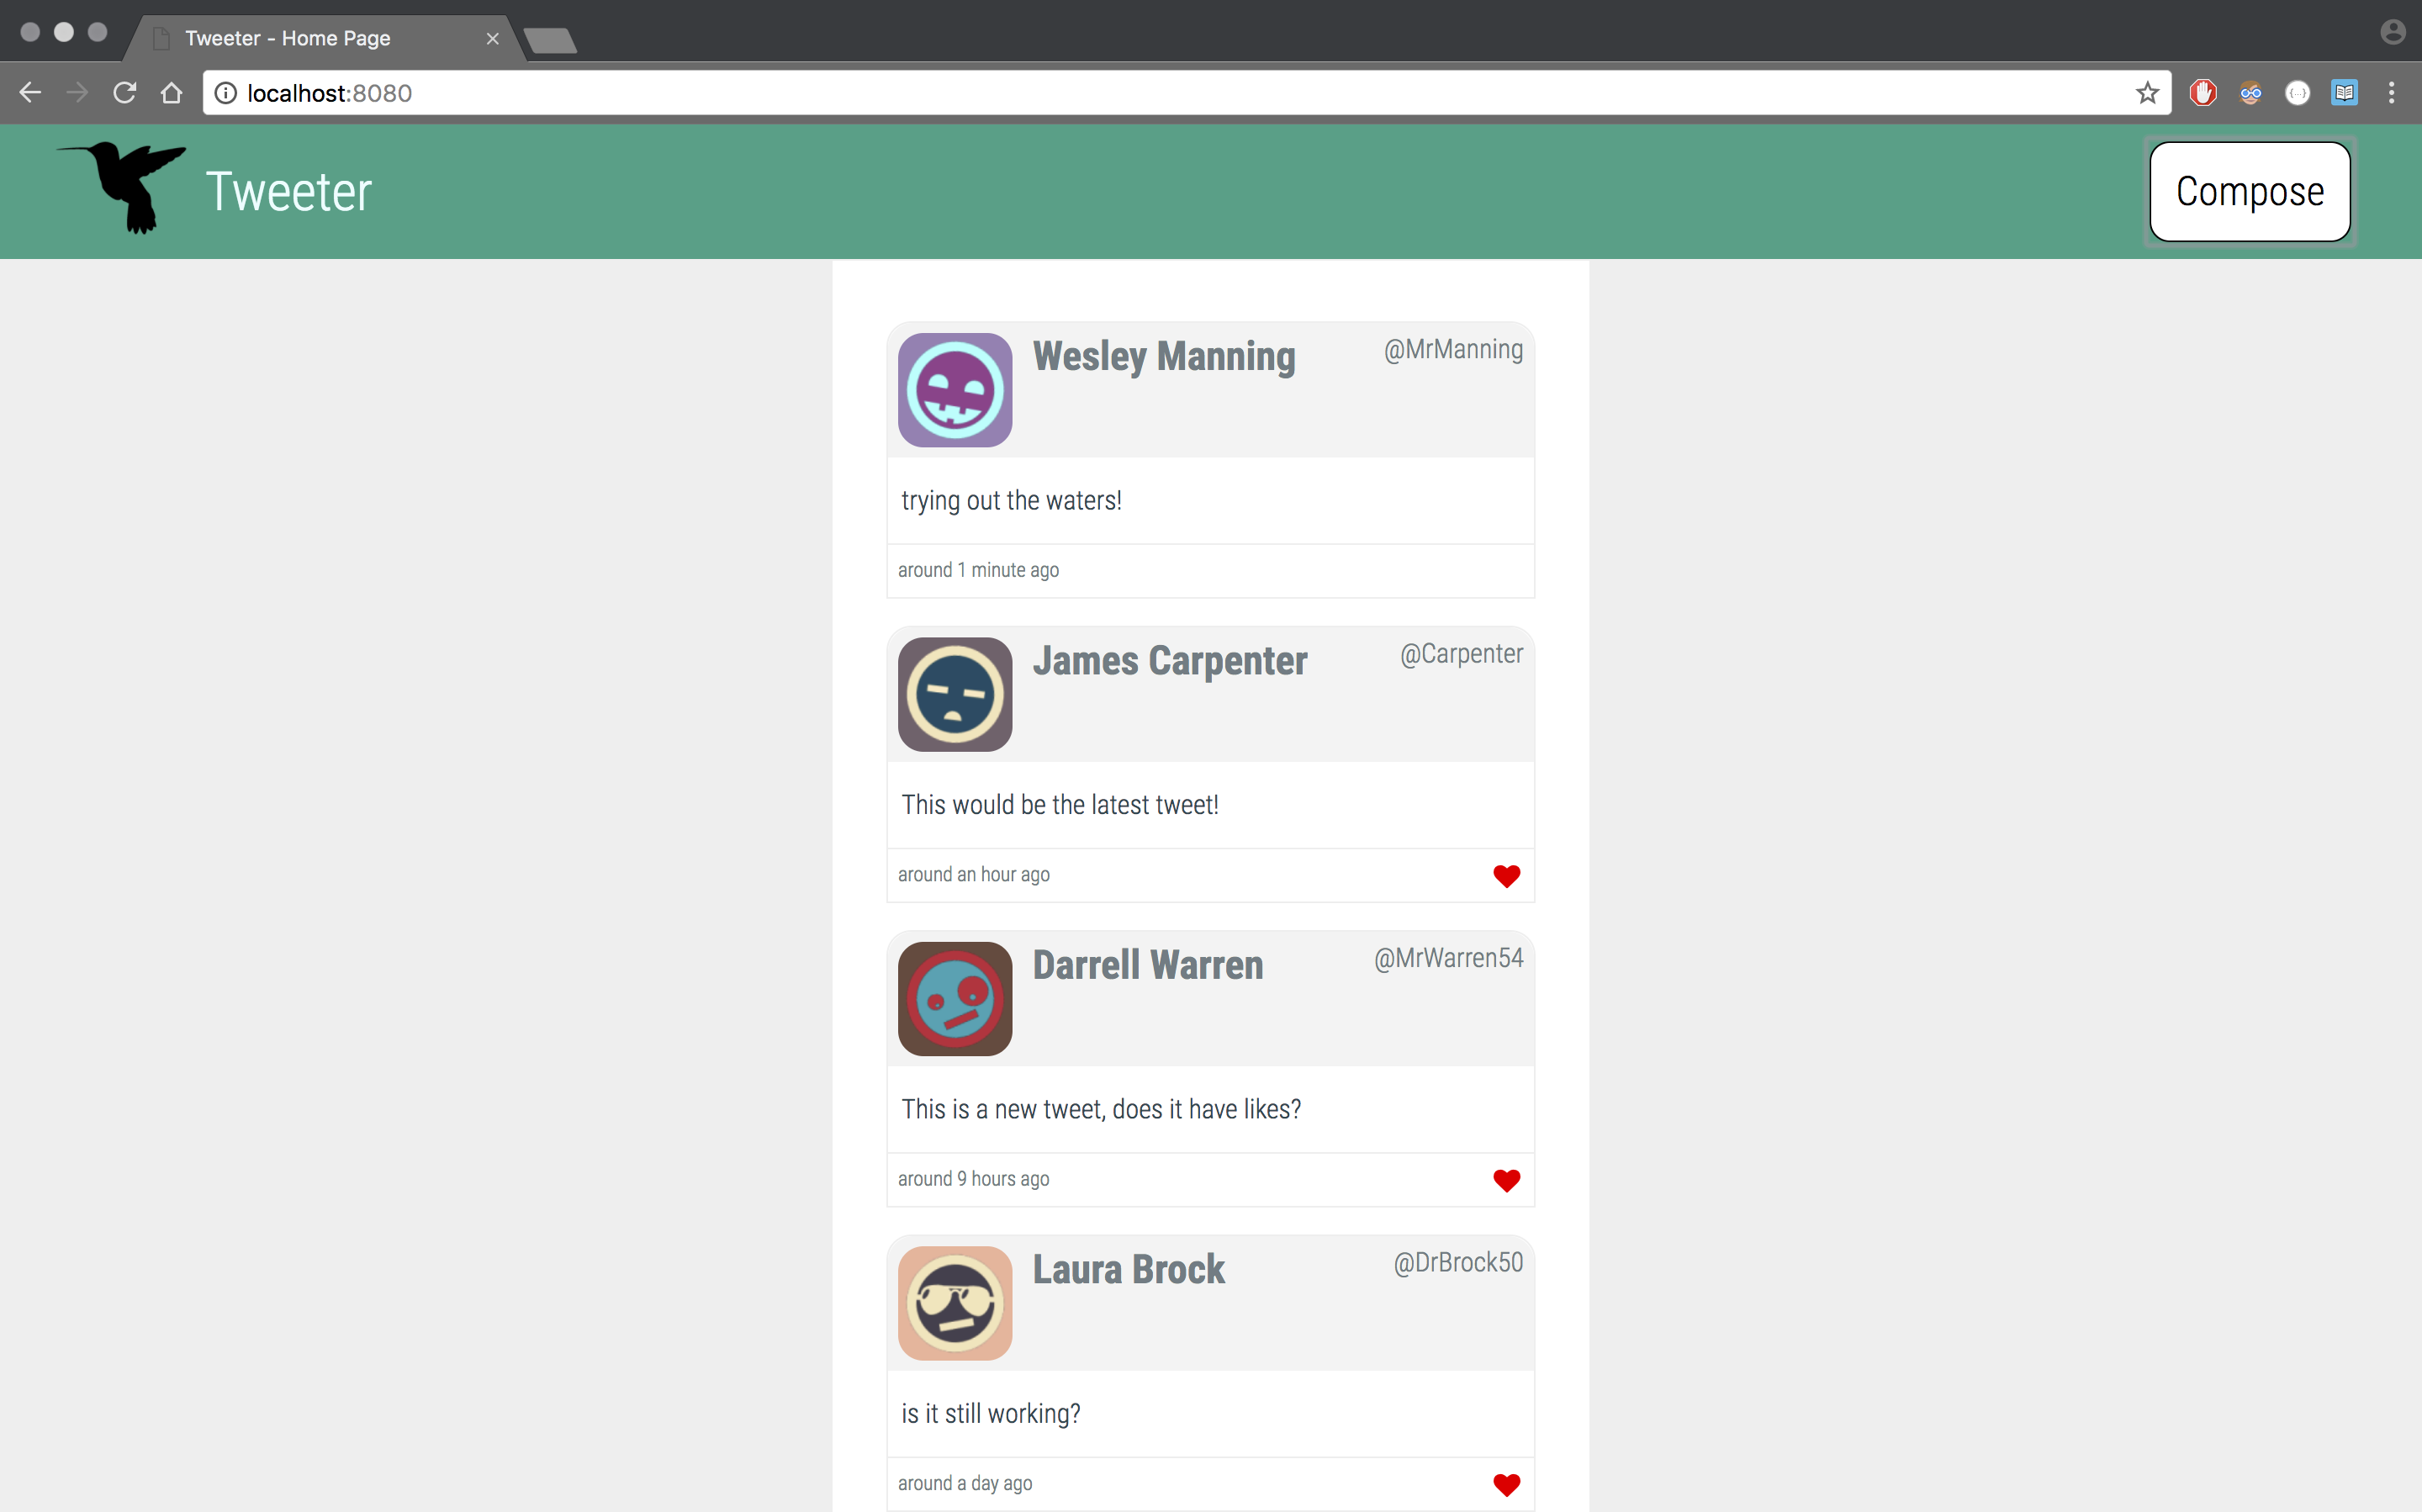 Tweeter - Home Page
localhost:8080
Tweeter
Compose
Wesley Manning @MrManning
trying out the waters!
around 1 minute ago
James Carpenter @Carpenter
This would be the latest tweet!
around an hour ago
Darrell Warren @MrWarren54
This is a new tweet, does it have likes?
around 9 hours ago
Laura Brock @DrBrock50
is it still working?
around a day ago